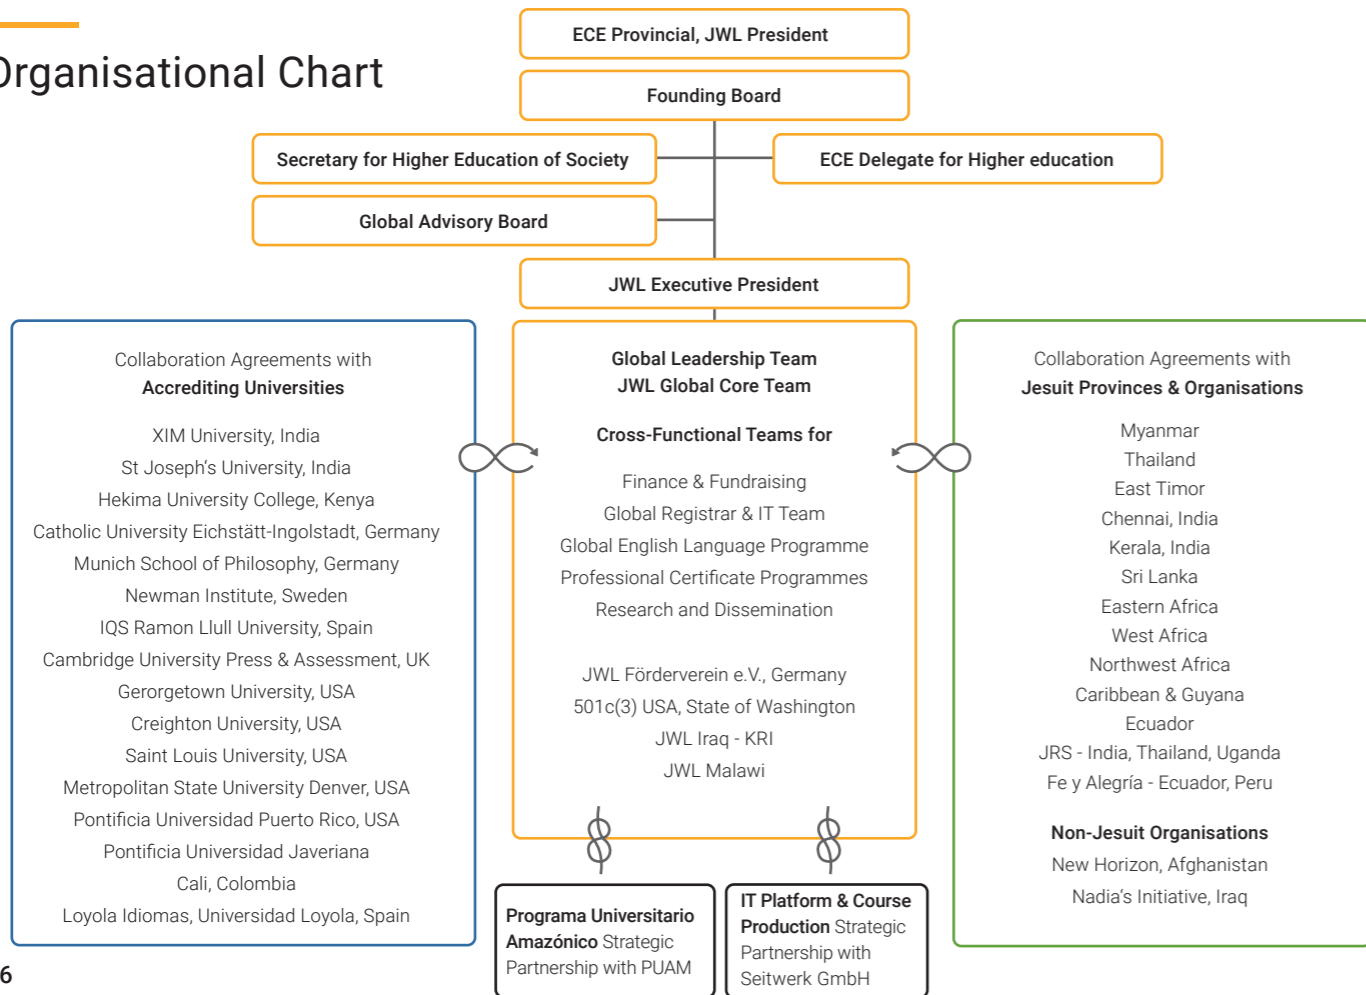 Organisational Chart
ECE Provincial, JWL President
Founding Board
Secretary for Higher Education of Society
ECE Delegate for Higher education
Global Advisory Board
JWL Executive President
Collaboration Agreements with
Accrediting Universities
XIM University, India
St Joseph‘s University, India
Hekima University College, Kenya
Catholic University Eichstätt-Ingolstadt, Germany
Munich School of Philosophy, Germany
Newman Institute, Sweden
IQS Ramon Llull University, Spain
Cambridge University Press & Assessment, UK
Gerorgetown University, USA
Creighton University, USA
Saint Louis University, USA
Metropolitan State University Denver, USA
Pontificia Universidad Puerto Rico, USA
Pontificia Universidad Javeriana
Cali, Colombia
Loyola Idiomas, Universidad Loyola, Spain
Global Leadership Team
JWL Global Core Team
Cross-Functional Teams for
Finance & Fundraising
Global Registrar & IT Team
Global English Language Programme
Professional Certificate Programmes
Research and Dissemination
JWL Förderverein e.V., Germany
501c(3) USA, State of Washington
JWL Iraq - KRI
JWL Malawi
Collaboration Agreements with
Jesuit Provinces & Organisations
Myanmar
Thailand
East Timor
Chennai, India
Kerala, India
Sri Lanka
Eastern Africa
West Africa
Northwest Africa
Caribbean & Guyana
Ecuador
JRS - India, Thailand, Uganda
Fe y Alegría - Ecuador, Peru
Non-Jesuit Organisations
New Horizon, Afghanistan
Nadia‘s Initiative, Iraq
Programa Universitario
Amazónico Strategic
Partnership with PUAM
IT Platform & Course
Production Strategic
Partnership with
Seitwerk GmbH
6